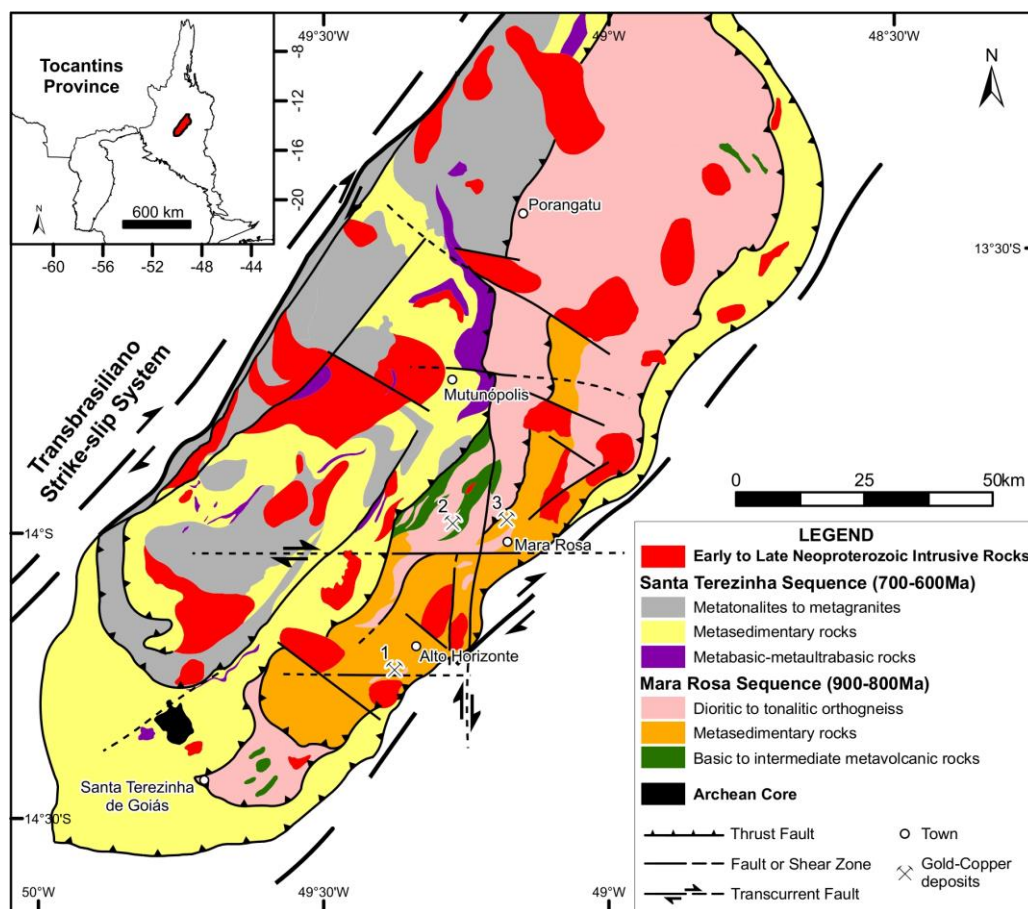 Tocantins
Province
N
600 km
-60
-56
-52
-48
-44
-8
-12
-16
-20
49°30'W
49°W
48°30'W
N
Porangatu
13°30'S
Transbrasiliano
Strike-slip System
Mutunópolis
0
25
50km
2
3
14°S
Mara Rosa
1
Alto Horizonte
Santa Terezinha
de Goiás
14°30'S
50°W
49°30'W
49°W
LEGEND
Early to Late Neoproterozoic Intrusive Rocks
Santa Terezinha Sequence (700-600Ma)
Metatonalites to metagranites
Metasedimentary rocks
Metabasic-metaultrabasic rocks
Mara Rosa Sequence (900-800Ma)
Dioritic to tonalitic orthogneiss
Metasedimentary rocks
Basic to intermediate metavolcanic rocks
Archean Core
Thrust Fault
Town
Fault or Shear Zone
Gold-Copper
deposits
Transcurrent Fault